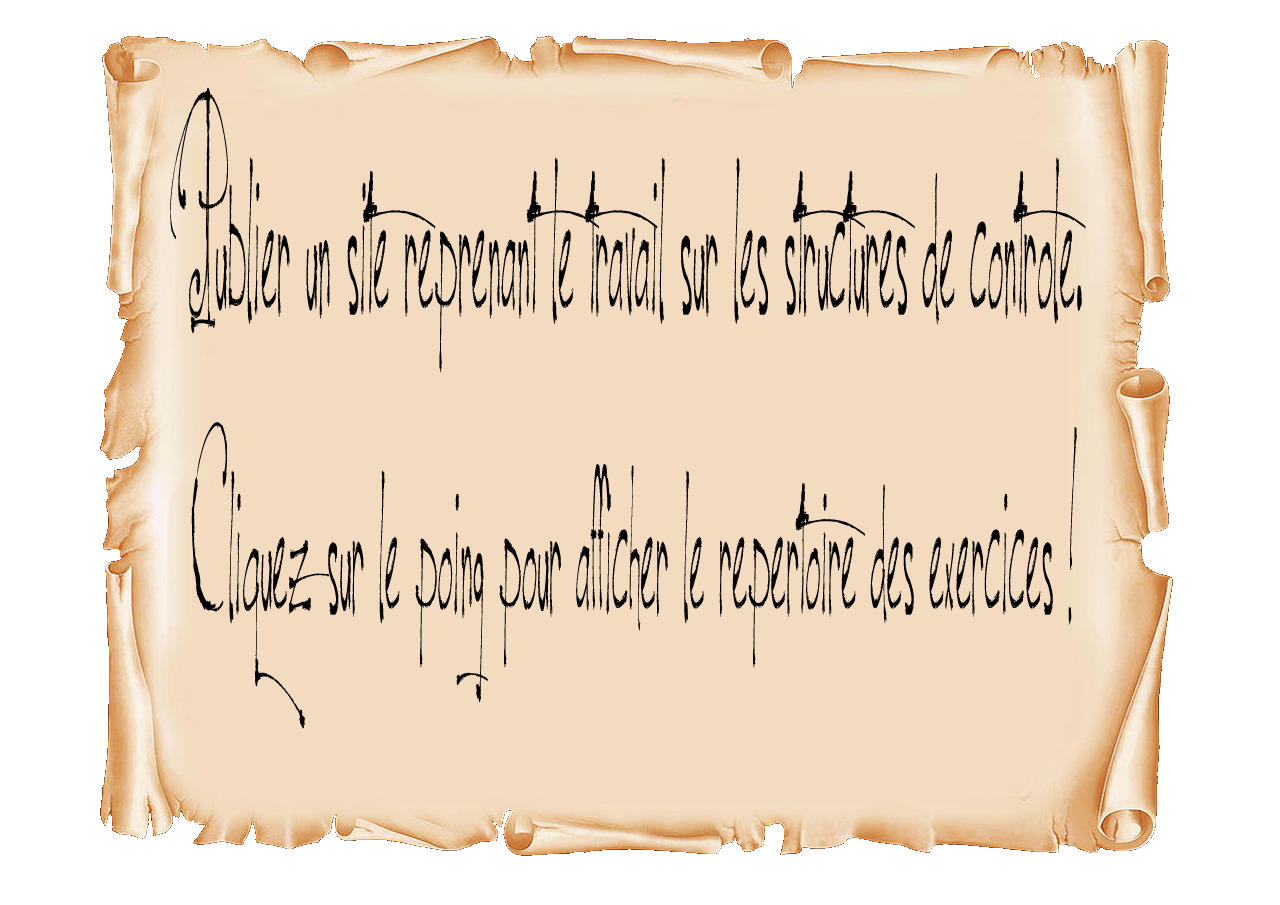 Publier un site reprenant le travail sur les structures de controle.
Cliquez sur le poing pour afficher le repertoire des exercices !